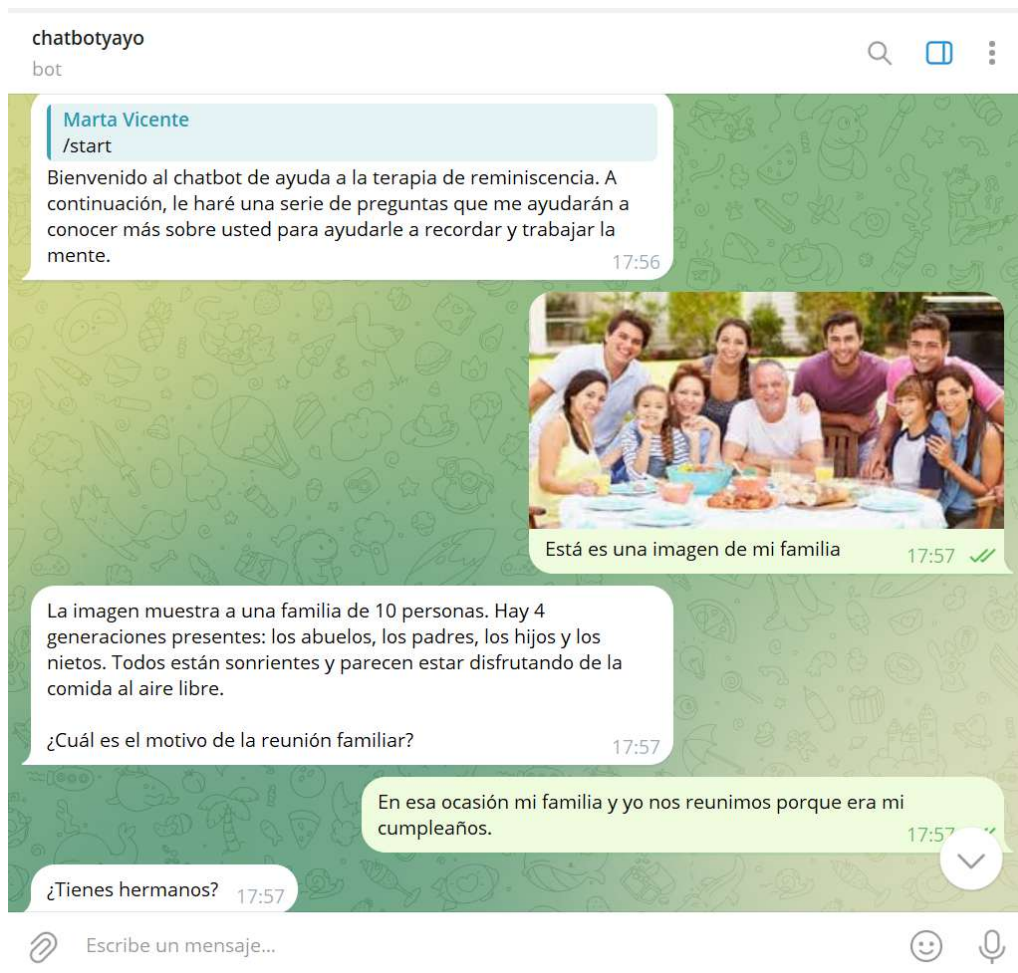 chatbotyayo
bot
Marta Vicente
/start
Bienvenido al chatbot de ayuda a la terapia de reminiscencia. A
continuación, le haré una serie de preguntas que me ayudarán a
conocer más sobre usted para ayudarle a recordar y trabajar la
mente.
17:56
Está es una imagen de mi familia
17:57
La imagen muestra a una familia de 10 personas. Hay 4
generaciones presentes: los abuelos, los padres, los hijos y los
nietos. Todos están sonrientes y parecen estar disfrutando de la
comida al aire libre.
¿Cuál es el motivo de la reunión familiar?
17:57
En esa ocasión mi familia y yo nos reunimos porque era mi
cumpleaños.
17:57
¿Tienes hermanos?
17:57
Escribe un mensaje...